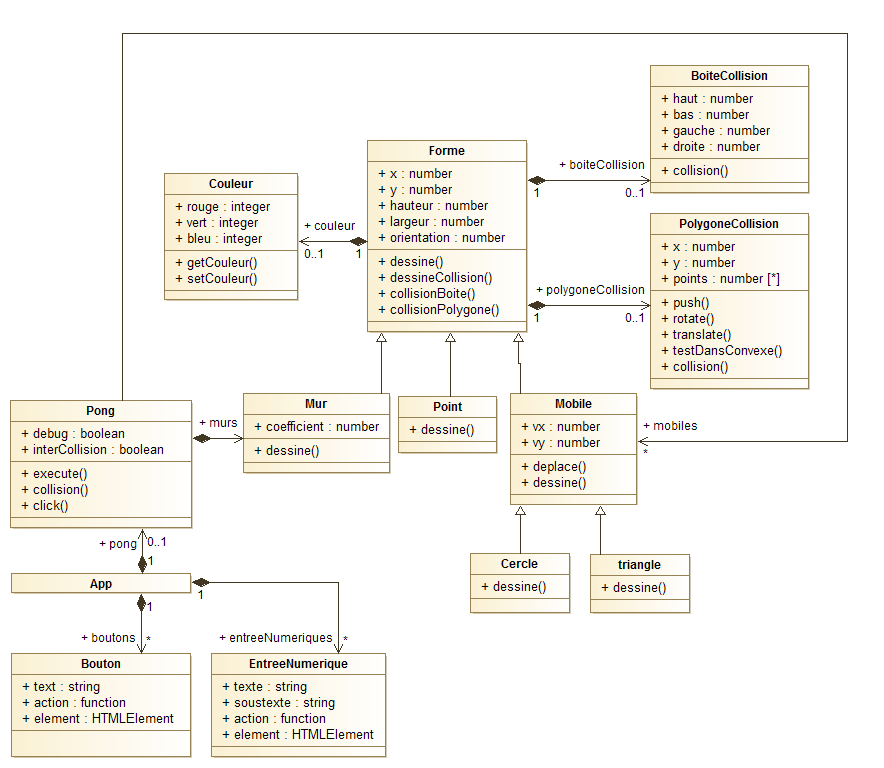 BoiteCollision
+ haut : number
+ bas : number
+ gauche : number
+ droite : number
+ collision()
Forme
+ x : number
+ y : number
+ hauteur : number
+ largeur : number
+ orientation : number
+ dessine()
+ dessineCollision()
+ collisionBoite()
+ collisionPolygone()
+ boiteCollision
1
0..1
Couleur
+ rouge : integer
+ vert : integer
+ bleu : integer
+ getCouleur()
+ setCouleur()
+ couleur
0..1
1
PolygoneCollision
+ x : number
+ y : number
+ points : number [*]
+ push()
+ rotate()
+ translate()
+ testDansConvexe()
+ collision()
+ polygoneCollision
1
0..1
Pong
+ debug : boolean
+ interCollision : boolean
+ execute()
+ collision()
+ click()
+ murs
Mur
+ coefficient : number
+ dessine()
Point
+ dessine()
Mobile
+ vx : number
+ vy : number
+ deplace()
+ dessine()
+ mobiles
*
+ pong
0..1
1
App
1
1
Cercle
+ dessine()
triangle
+ dessine()
+ boutons
*
+ entreeNumeriques
*
Bouton
+ text : string
+ action : function
+ element : HTMLElement
EntreeNumerique
+ texte : string
+ soustexte : string
+ action : function
+ element : HTMLElement